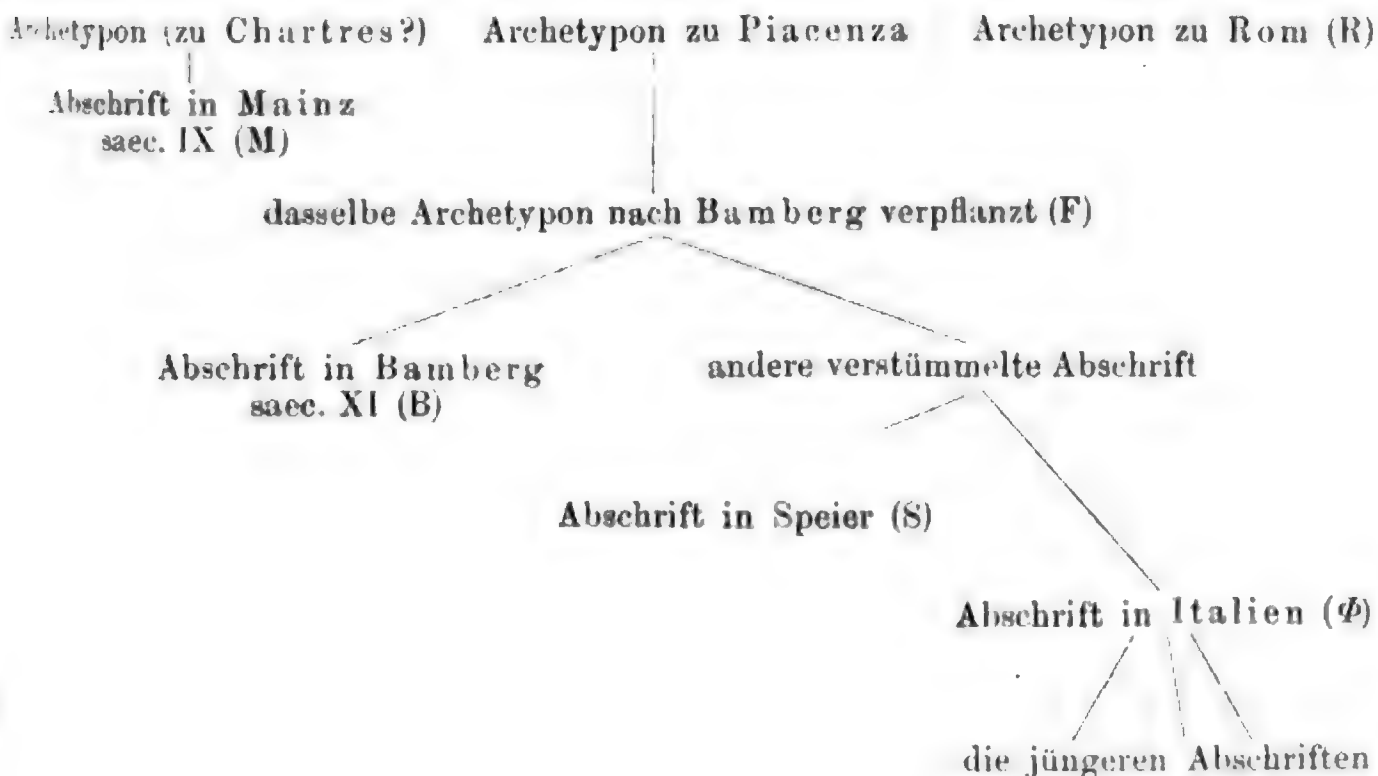 Archetypon (zu Chartres?) Archetypon zu Piacenza Archetypon zu Rom (R)
Abschrift in Mainz
saec. IX (M)
dasselbe Archetypon nach Bamberg verpflanzt (F)
Abschrift in Bamberg andere verstümmelte Abschrift
saec. XI (B)
Abschrift in Speier (S)
Abschrift in Italien (Φ)
die jüngeren Abschriften